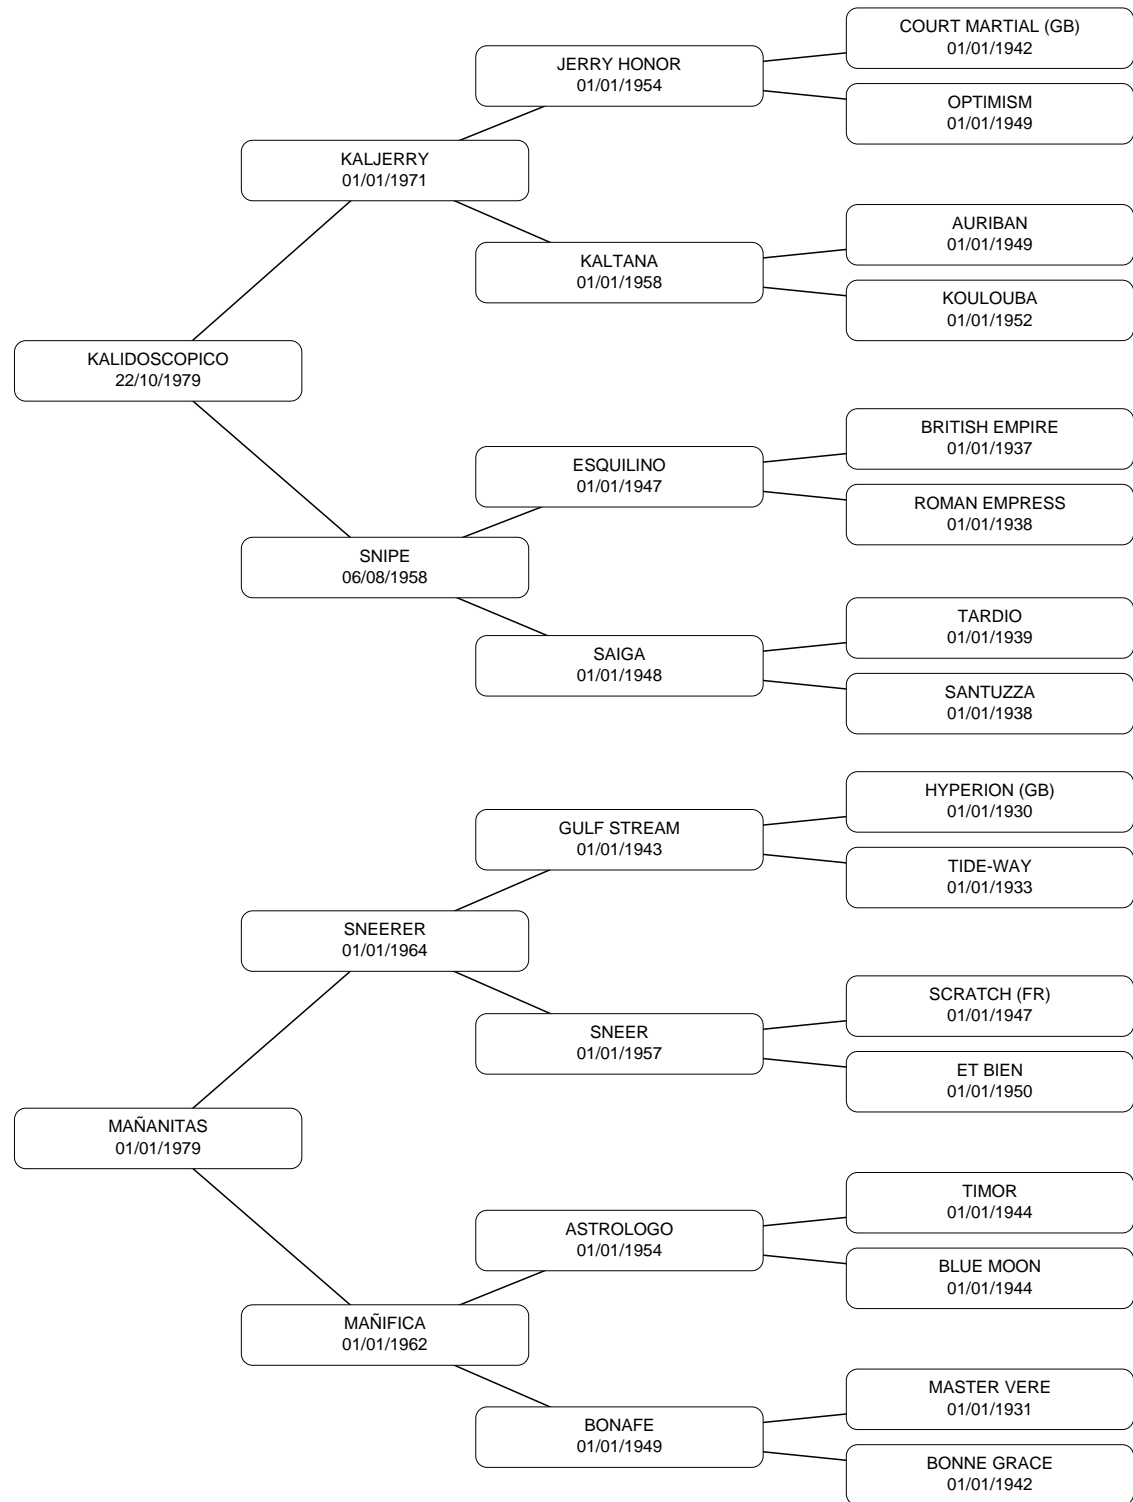 COURT MARTIAL (GB)
01/01/1942
JERRY HONOR
01/01/1954
OPTIMISM
01/01/1949
KALJERRY
01/01/1971
AURIBAN
01/01/1949
KALTANA
01/01/1958
KOULOUBA
01/01/1952
KALIDOSCOPICO
22/10/1979
BRITISH EMPIRE
01/01/1937
ESQUILINO
01/01/1947
ROMAN EMPRESS
01/01/1938
SNIPE
06/08/1958
TARDIO
01/01/1939
SAIGA
01/01/1948
SANTUZZA
01/01/1938
HYPERION (GB)
01/01/1930
GULF STREAM
01/01/1943
TIDE-WAY
01/01/1933
SNEERER
01/01/1964
SCRATCH (FR)
01/01/1947
SNEER
01/01/1957
ET BIEN
01/01/1950
MAÑANITAS
01/01/1979
TIMOR
01/01/1944
ASTROLOGO
01/01/1954
BLUE MOON
01/01/1944
MAÑIFICA
01/01/1962
MASTER VERE
01/01/1931
BONAFE
01/01/1949
BONNE GRACE
01/01/1942